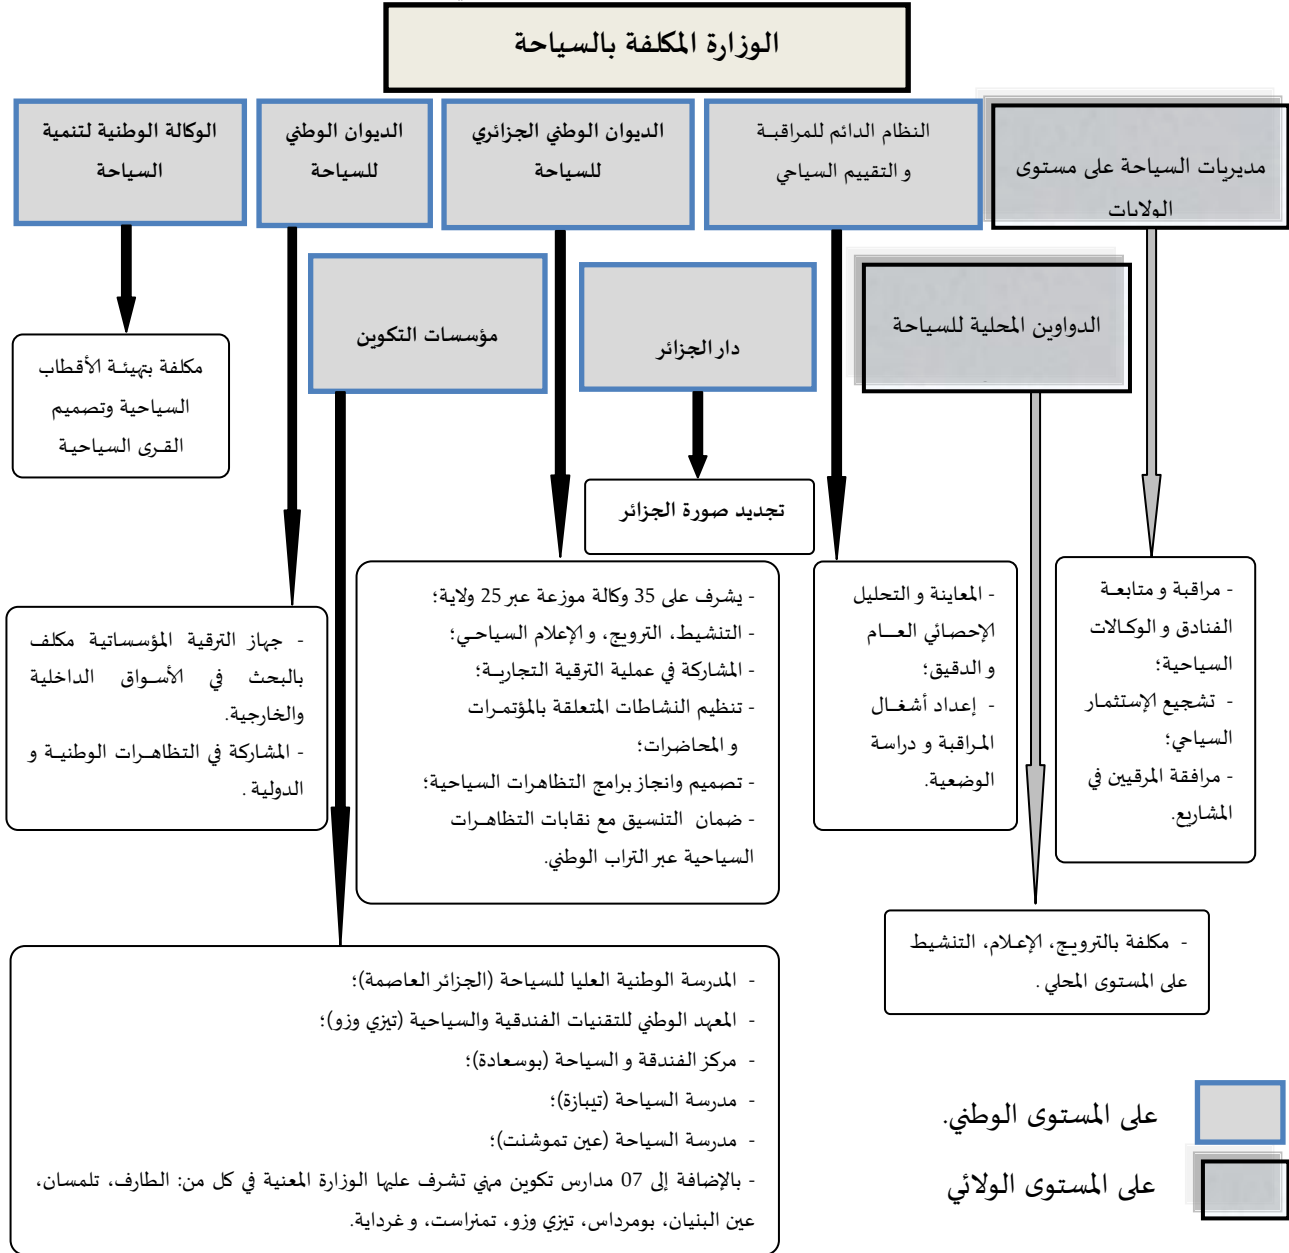 الوزارة المكلفة بالسياحة
مديريات السياحة على مستوى
الولايات
النظام الدائم للمراقبة
و التقييم السياحي
الديوان الوطني الجزائري
للسياحة
الديوان الوطني
للسياحة
الوكالة الوطنية لتنمية
السياحة
الدواوين المحلية للسياحة
دار الجزائر
مؤسسات التكوين
مكلفة بتهيئة الأقطاب
السياحية وتصميم
القرى السياحية
تجديد صورة الجزائر
- مراقبة و متابعة
الفنادق و الوكالات
السياحية؛
- تشجيع الإستثمار
السياحي؛
- مرافقة المرقيين في
المشاريع.
- المعاينة و التحليل
الإحصائي العام
و الدقيق؛
- إعداد أشغال
المراقبة و دراسة
الوضعية.
- يشرف على 35 وكالة موزعة عبر 25 ولاية؛
- التنشيط، الترويج، و الإعلام السياحي؛
- المشاركة في عملية الترقية التجارية؛
- تنظيم النشاطات المتعلقة بالمؤتمرات
و المحاضرات؛
- تصميم وانجاز برامج التظاهرات السياحية؛
- ضمان التنسيق مع نقابات التظاهرات
السياحية عبر التراب الوطني.
- جهاز الترقية المؤسساتية مكلف
بالبحث في الأسواق الداخلية
والخارجية.
- المشاركة في التظاهرات الوطنية و
الدولية .
- مكلفة بالترويج، الإعلام، التنشيط
على المستوى المحلي .
- المدرسة الوطنية العليا للسياحة (الجزائر العاصمة)؛
- المعهد الوطني للتقنيات الفندقية والسياحية (تيزي وزو)؛
- مركز الفندقة و السياحة (بوسعادة)؛
- مدرسة السياحة (تيبازة)؛
- مدرسة السياحة (عين تموشنت)؛
- بالإضافة إلى 07 مدارس تكوين مهني تشرف عليها الوزارة المعنية في كل من: الطارف، تلمسان،
عين البنيان، بومرداس، تيزي وزو، تمنراست، و غرداية.
على المستوى الوطني.
على المستوى الولائي